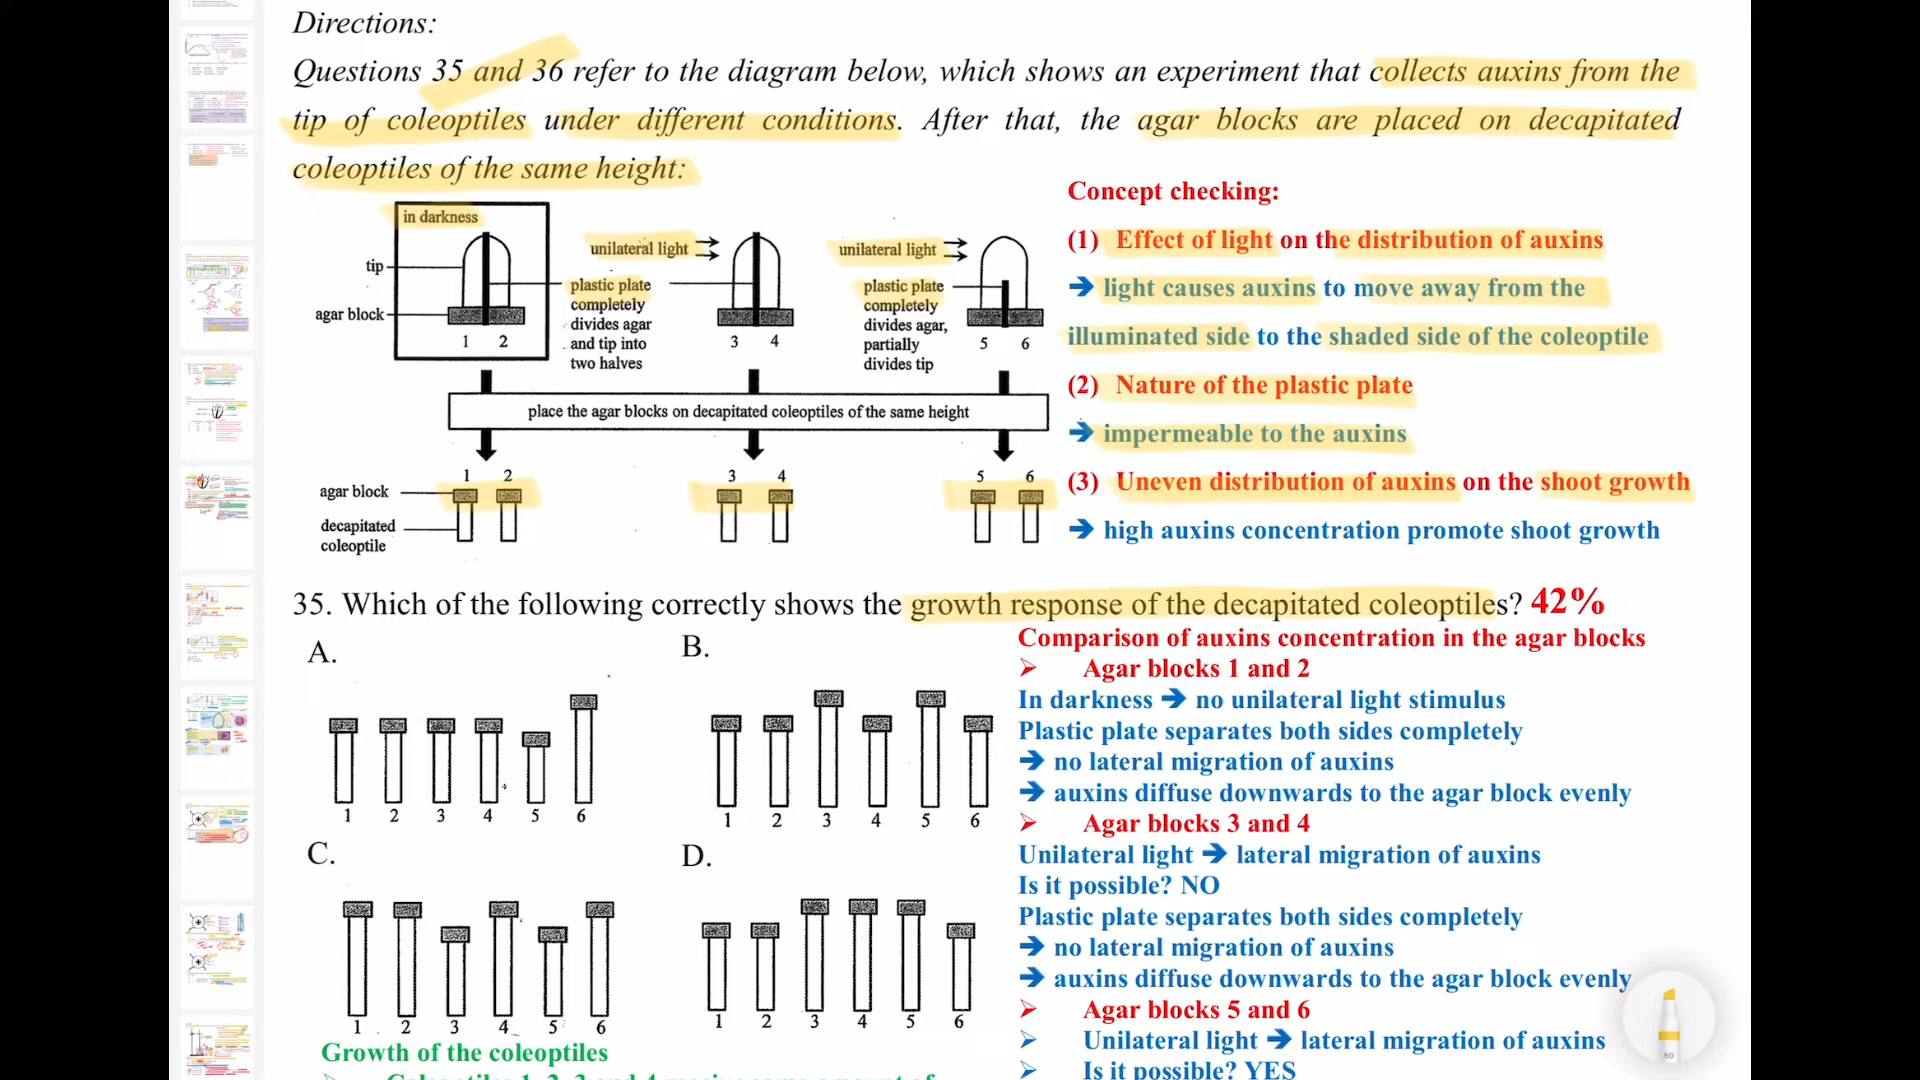 Directions:
Questions 35 and 36 refer to the diagram below, which shows an experiment that collects auxins from the
tip of coleoptiles under different conditions. After that, the agar blocks are placed on decapitated
coleoptiles of the same height:
in darkness
tip
agar block
1 2
unilateral light
plastic plate
completely
divides agar
and tip into
two halves
3 4
unilateral light
plastic plate
completely
divides agar,
partially
divides tip
5 6
place the agar blocks on decapitated coleoptiles of the same height
1 2 3 4 5 6
agar block
decapitated
coleoptile
Concept checking:
(1) Effect of light on the distribution of auxins
➔ light causes auxins to move away from the
illuminated side to the shaded side of the coleoptile
(2) Nature of the plastic plate
➔ impermeable to the auxins
(3) Uneven distribution of auxins on the shoot growth
➔ high auxins concentration promote shoot growth
35. Which of the following correctly shows the growth response of the decapitated coleoptiles? 42%
A.
1 2 3 4 5 6
B.
1 2 3 4 5 6
C.
1 2 3 4 5 6
D.
1 2 3 4 5 6
Growth of the coleoptiles
Comparison of auxins concentration in the agar blocks
➢ Agar blocks 1 and 2
In darkness ➔ no unilateral light stimulus
Plastic plate separates both sides completely
➔ no lateral migration of auxins
➔ auxins diffuse downwards to the agar block evenly
➢ Agar blocks 3 and 4
Unilateral light ➔ lateral migration of auxins
Is it possible? NO
Plastic plate separates both sides completely
➔ no lateral migration of auxins
➔ auxins diffuse downwards to the agar block evenly
➢ Agar blocks 5 and 6
➢ Unilateral light ➔ lateral migration of auxins
➢ Is it possible? YES
50